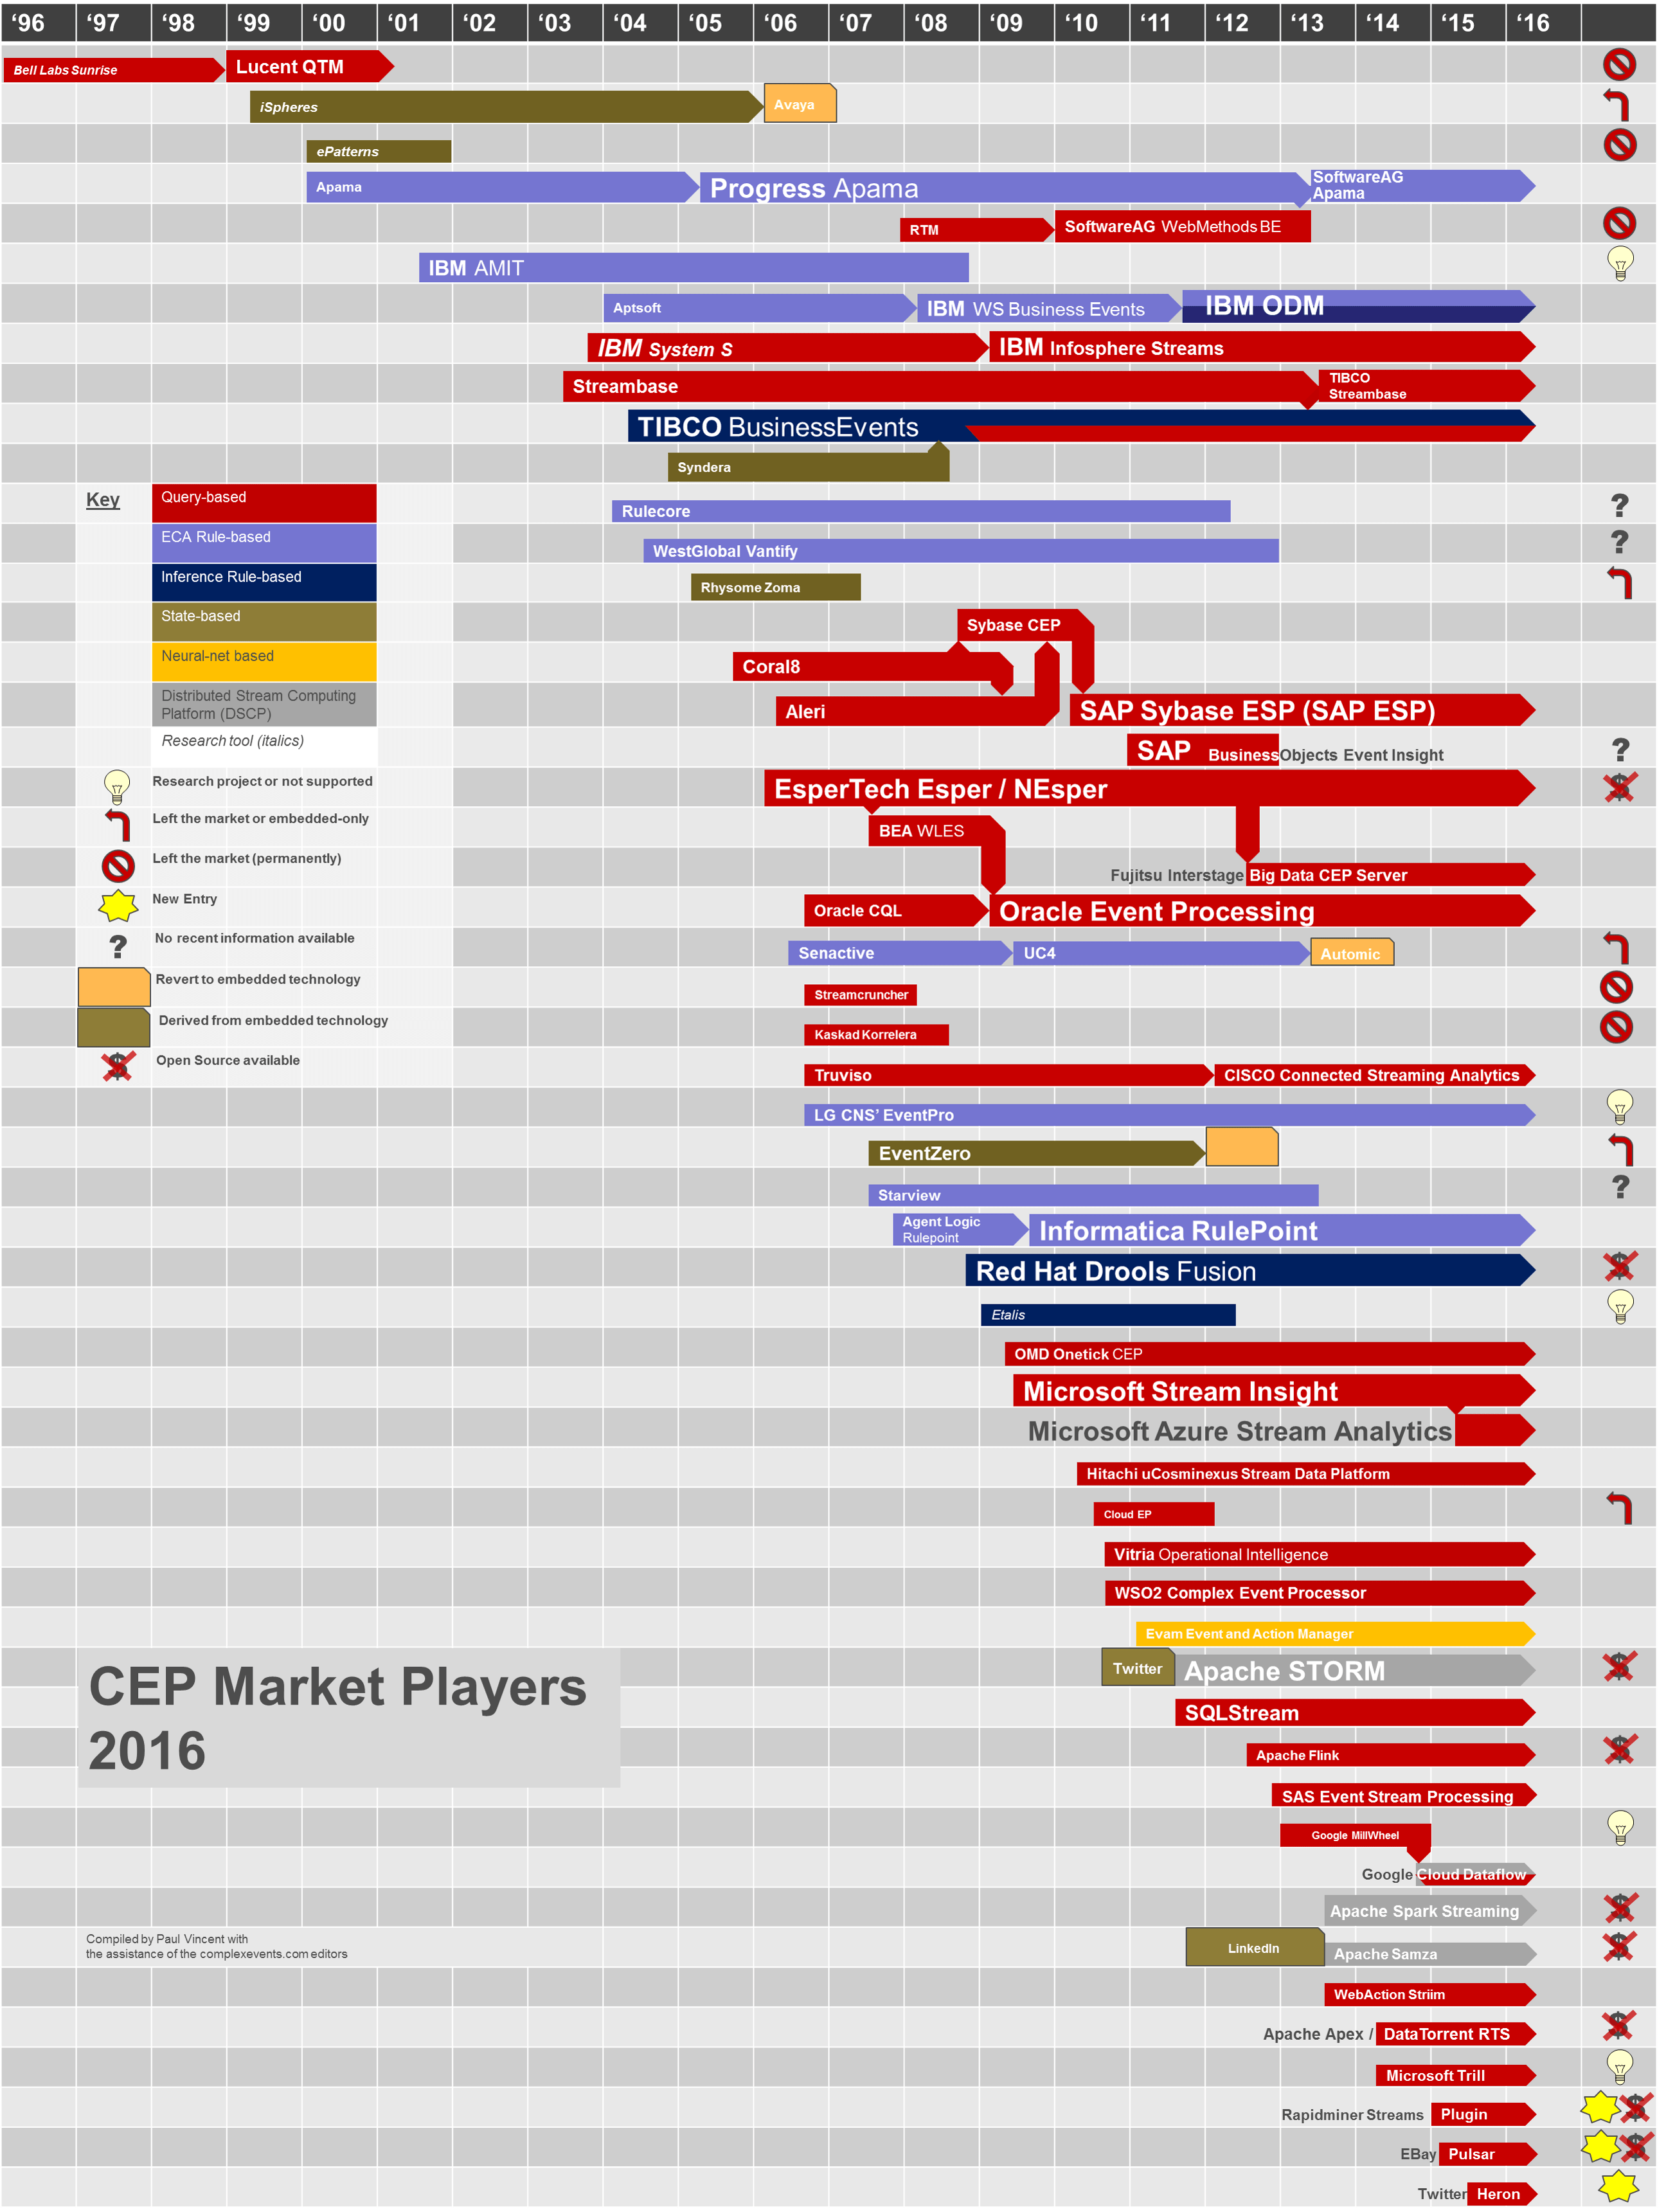 ‘96 ‘97 ‘98 ‘99 ‘00 ‘01 ‘02 ‘03 ‘04 ‘05 ‘06 ‘07 ‘08 ‘09 ‘10 ‘11 ‘12 ‘13 ‘14 ‘15 ‘16
Bell Labs Sunrise
Lucent QTM
iSpheres
Avaya
ePatterns
Apama
Progress Apama
SoftwareAG
Apama
RTM
SoftwareAG WebMethods BE
IBM AMIT
Aptsoft
IBM WS Business Events
IBM ODM
IBM System S
IBM Infosphere Streams
Streambase
TIBCO
Streambase
TIBCO BusinessEvents
Syndera
Key
Query-based
ECA Rule-based
Inference Rule-based
State-based
Neural-net based
Distributed Stream Computing
Platform (DSCP)
Research tool (italics)
Research project or not supported
Left the market or embedded-only
Left the market (permanently)
New Entry
? No recent information available
Revert to embedded technology
Derived from embedded technology
$ Open Source available
Rulecore
?
WestGlobal Vantify
?
Rhysome Zoma
Sybase CEP
Coral8
Aleri
SAP Sybase ESP (SAP ESP)
SAP BusinessObjects Event Insight
?
EsperTech Esper / NEsper
$
BEA WLES
Fujitsu Interstage Big Data CEP Server
Oracle CQL
Oracle Event Processing
Senactive
UC4
Automic
Streamcruncher
Kaskad Korrelera
Truviso
CISCO Connected Streaming Analytics
LG CNS’ EventPro
EventZero
Starview
?
Agent Logic
Rulepoint
Informatica RulePoint
Red Hat Drools Fusion
$
Etalis
OMD Onetick CEP
Microsoft Stream Insight
Microsoft Azure Stream Analytics
Hitachi uCosminexus Stream Data Platform
Cloud EP
Vitria Operational Intelligence
WSO2 Complex Event Processor
Evam Event and Action Manager
Twitter
Apache STORM
$
CEP Market Players
2016
SQLStream
Apache Flink
$
SAS Event Stream Processing
Google MillWheel
Google Cloud Dataflow
Apache Spark Streaming
$
Compiled by Paul Vincent with
the assistance of the complexevents.com editors
LinkedIn
Apache Samza
$
WebAction Striim
Apache Apex / DataTorrent RTS
$
Microsoft Trill
Rapidminer Streams Plugin
$
EBay Pulsar
$
Twitter Heron